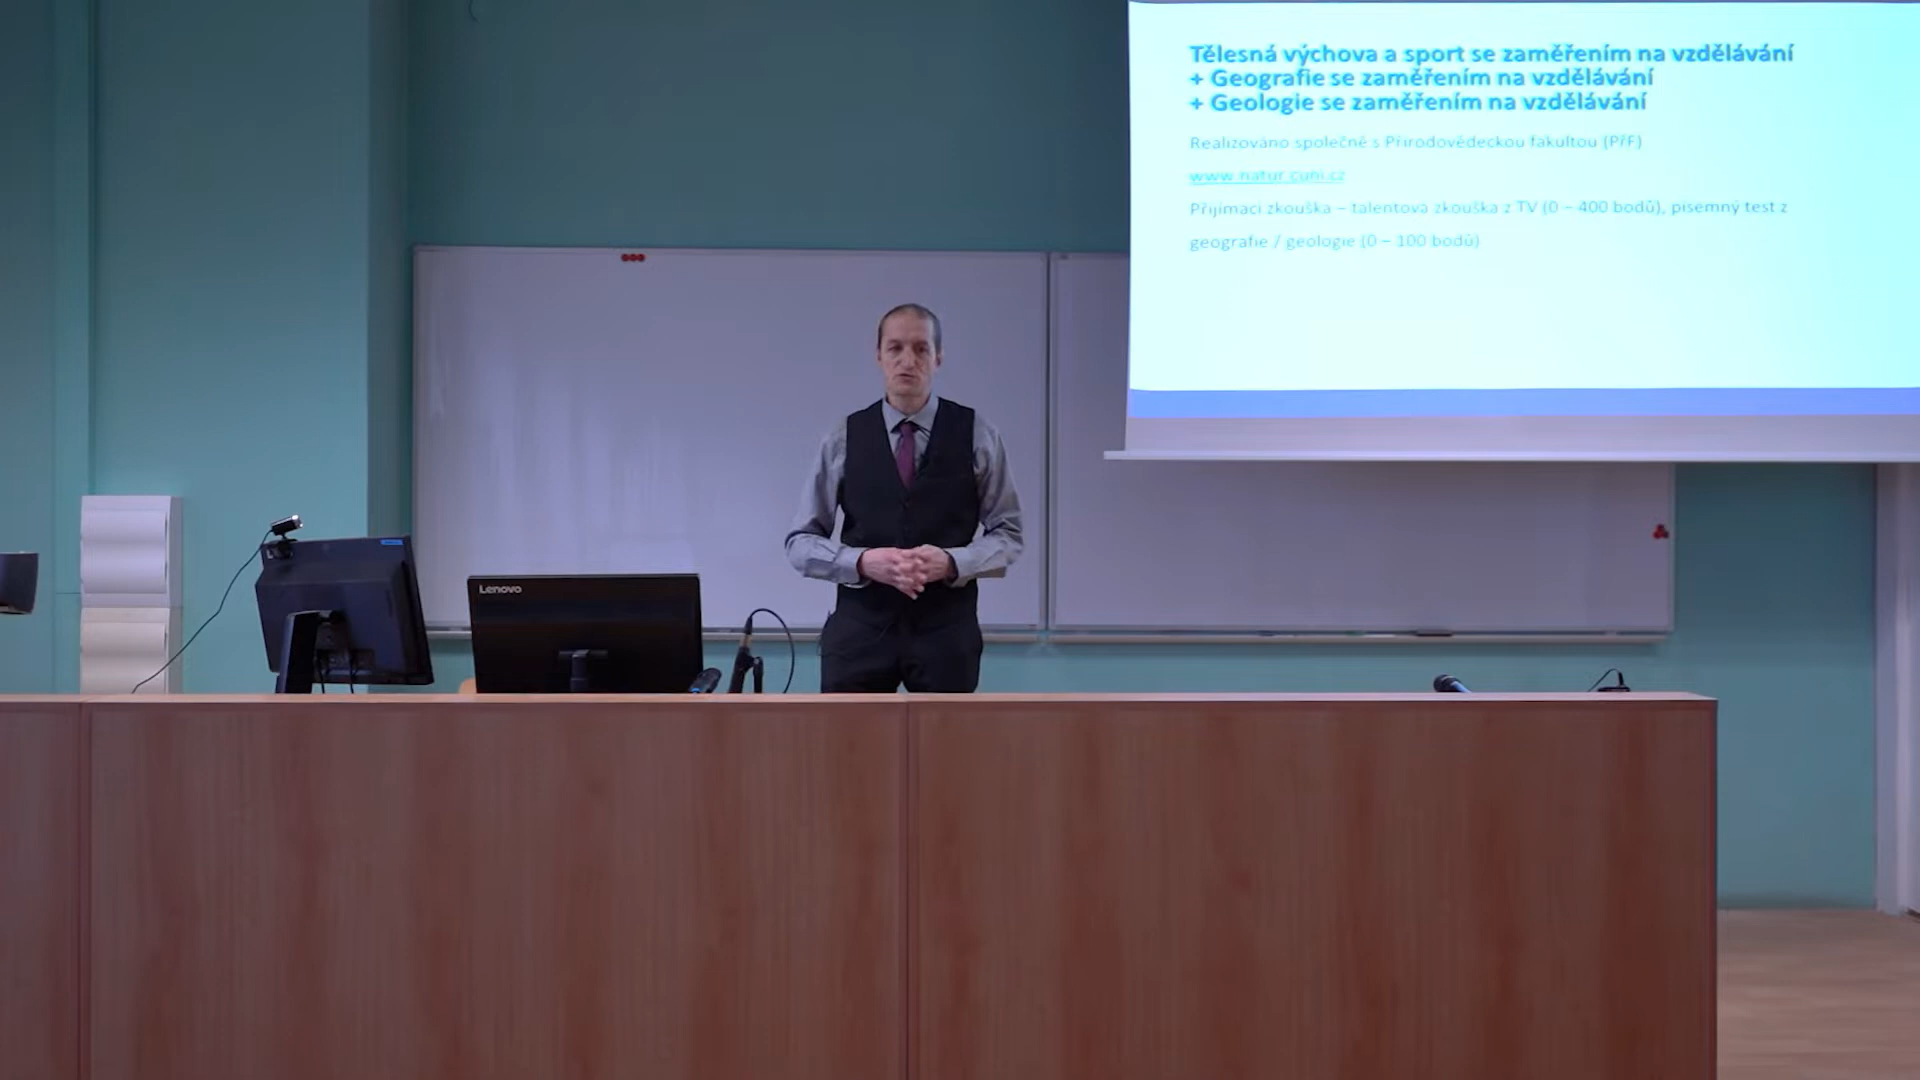 Tělesná výchova a sport se zaměřením na vzdělávání
+ Geografie se zaměřením na vzdělávání
+ Geologie se zaměřením na vzdělávání
Realizováno společně s Přírodovědeckou fakultou (PřF)
www.natur.cuni.cz
Přijímací zkouška – talentová zkouška z TV (0 – 400 bodů), písemný test z
geografie / geologie (0 – 100 bodů)
Lenovo